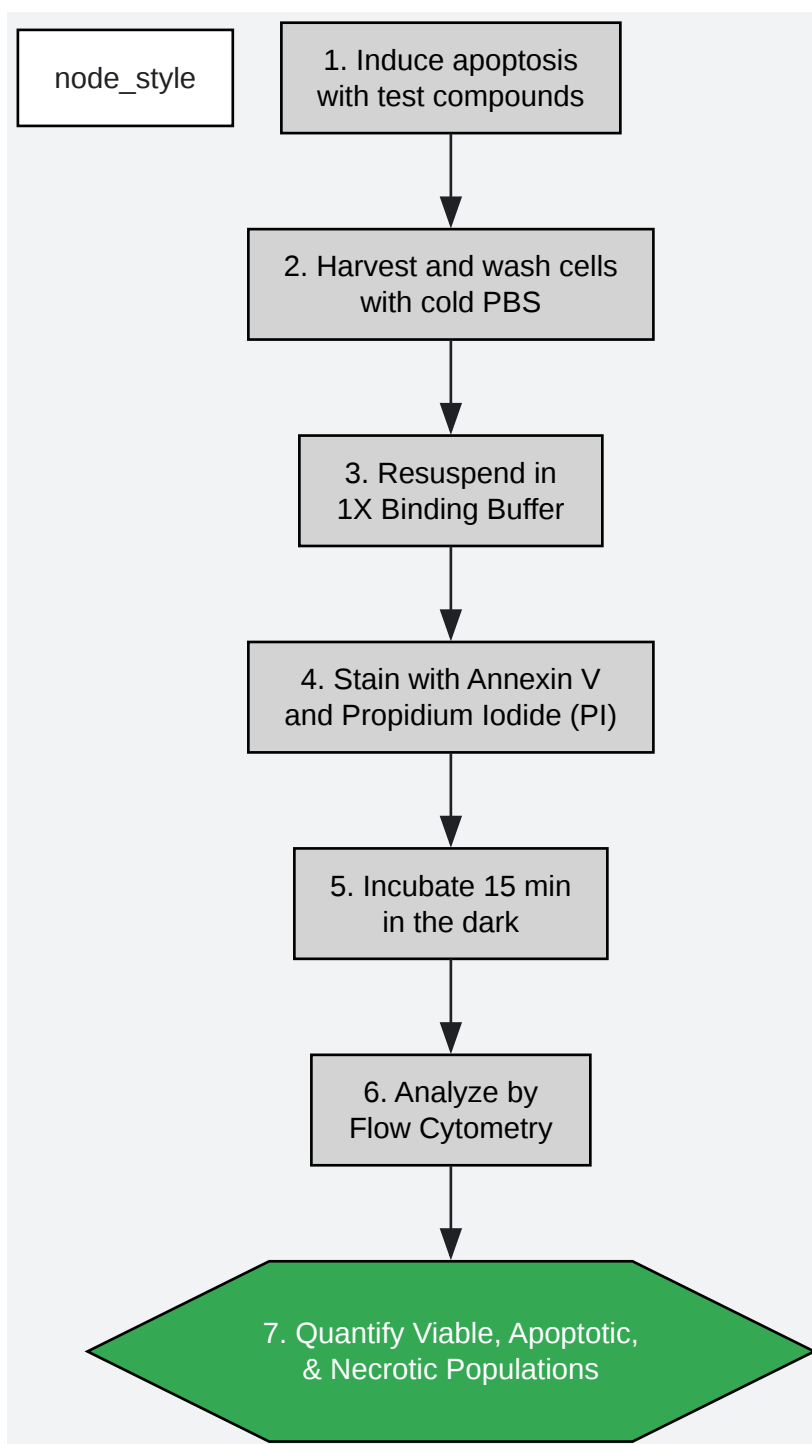 node_style
1. Induce apoptosis
with test compounds
2. Harvest and wash cells
with cold PBS
3. Resuspend in
1X Binding Buffer
4. Stain with Annexin V
and Propidium Iodide (PI)
5. Incubate 15 min
in the dark
6. Analyze by
Flow Cytometry
7. Quantify Viable, Apoptotic,
& Necrotic Populations